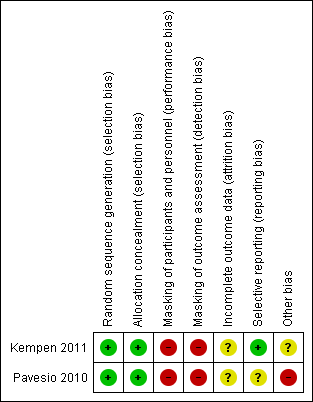 Random sequence generation (selection bias)
Allocation concealment (selection bias)
Masking of participants and personnel (performance bias)
Masking of outcome assessment (detection bias)
Incomplete outcome data (attrition bias)
Selective reporting (reporting bias)
Other bias
Kempen 2011 + + - - ? + ?
Pavesio 2010 + + - - ? ? -